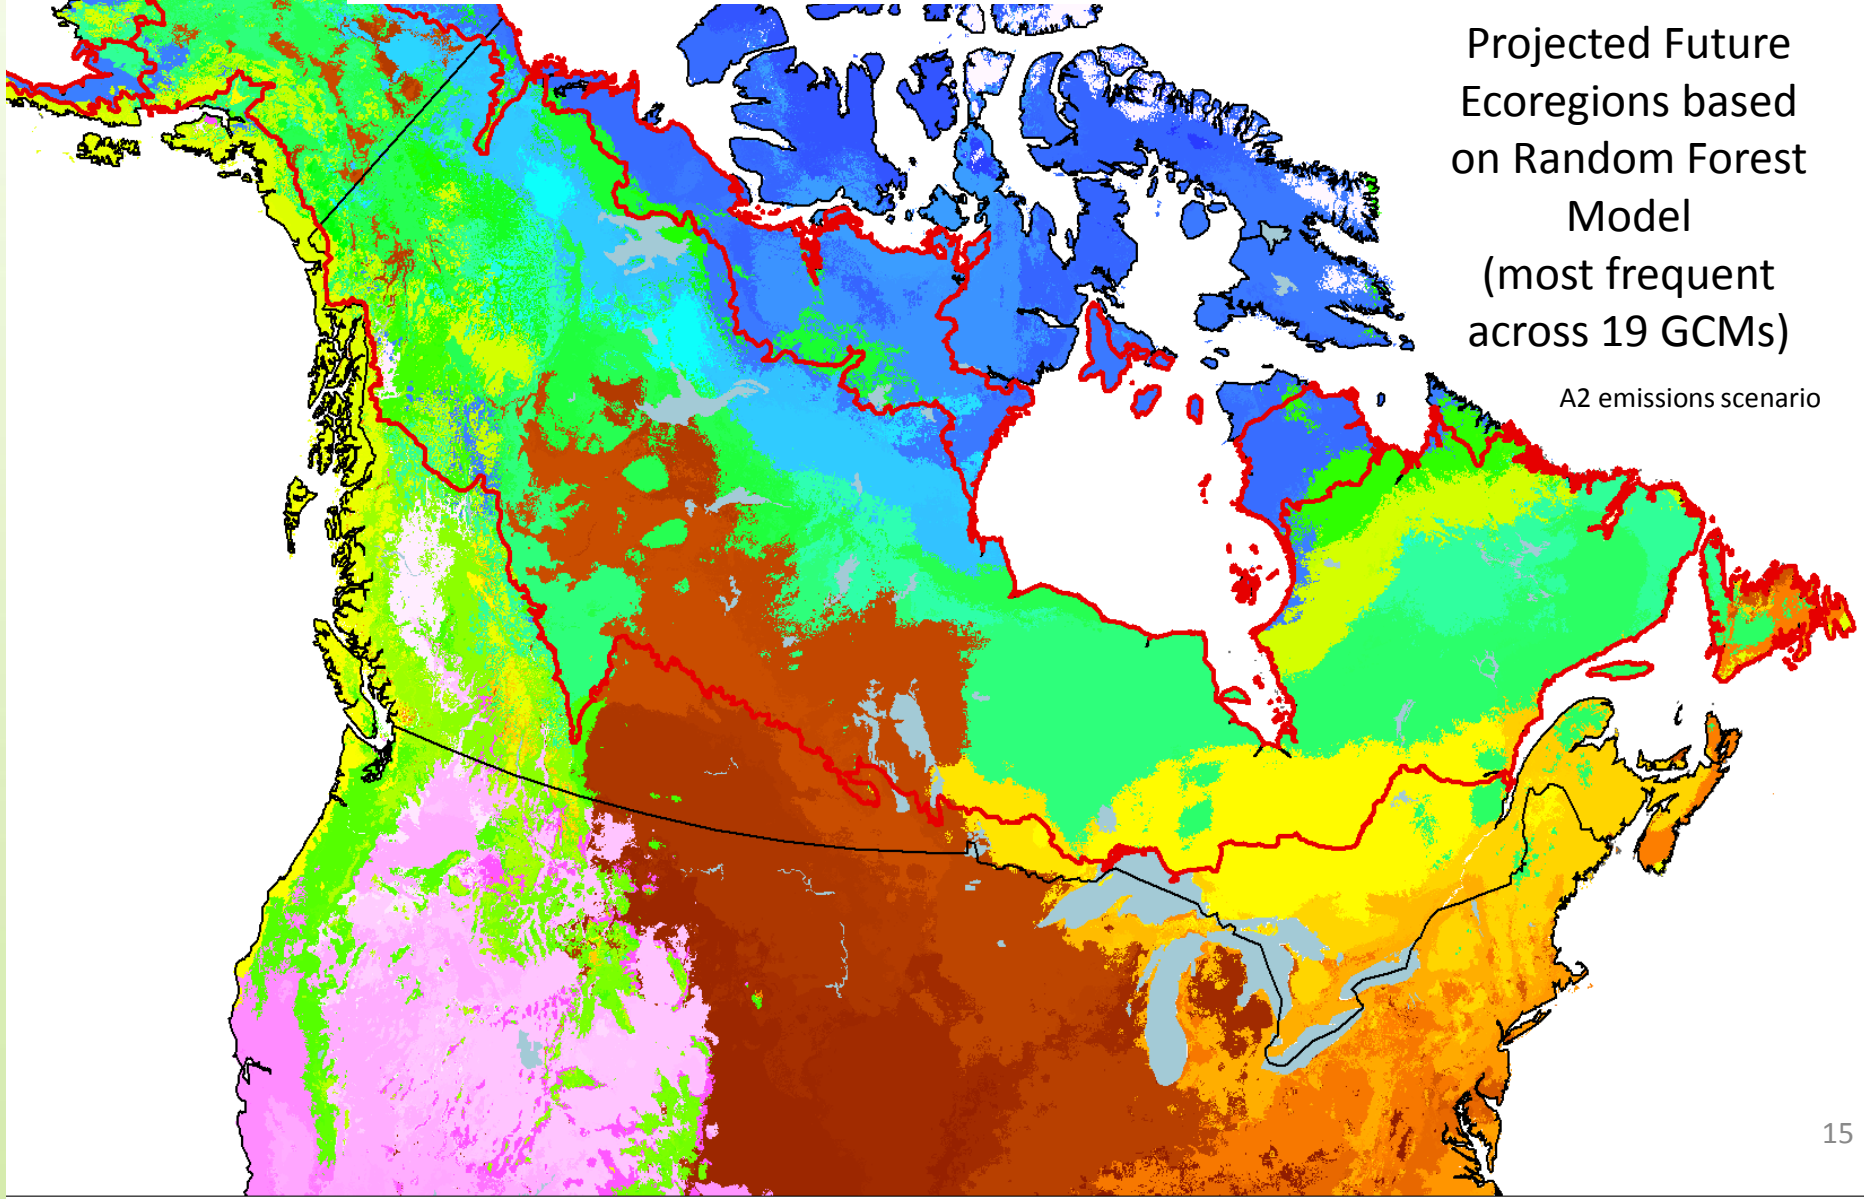 Projected Future
Ecoregions based
on Random Forest
Model
(most frequent
across 19 GCMs)
A2 emissions scenario
15